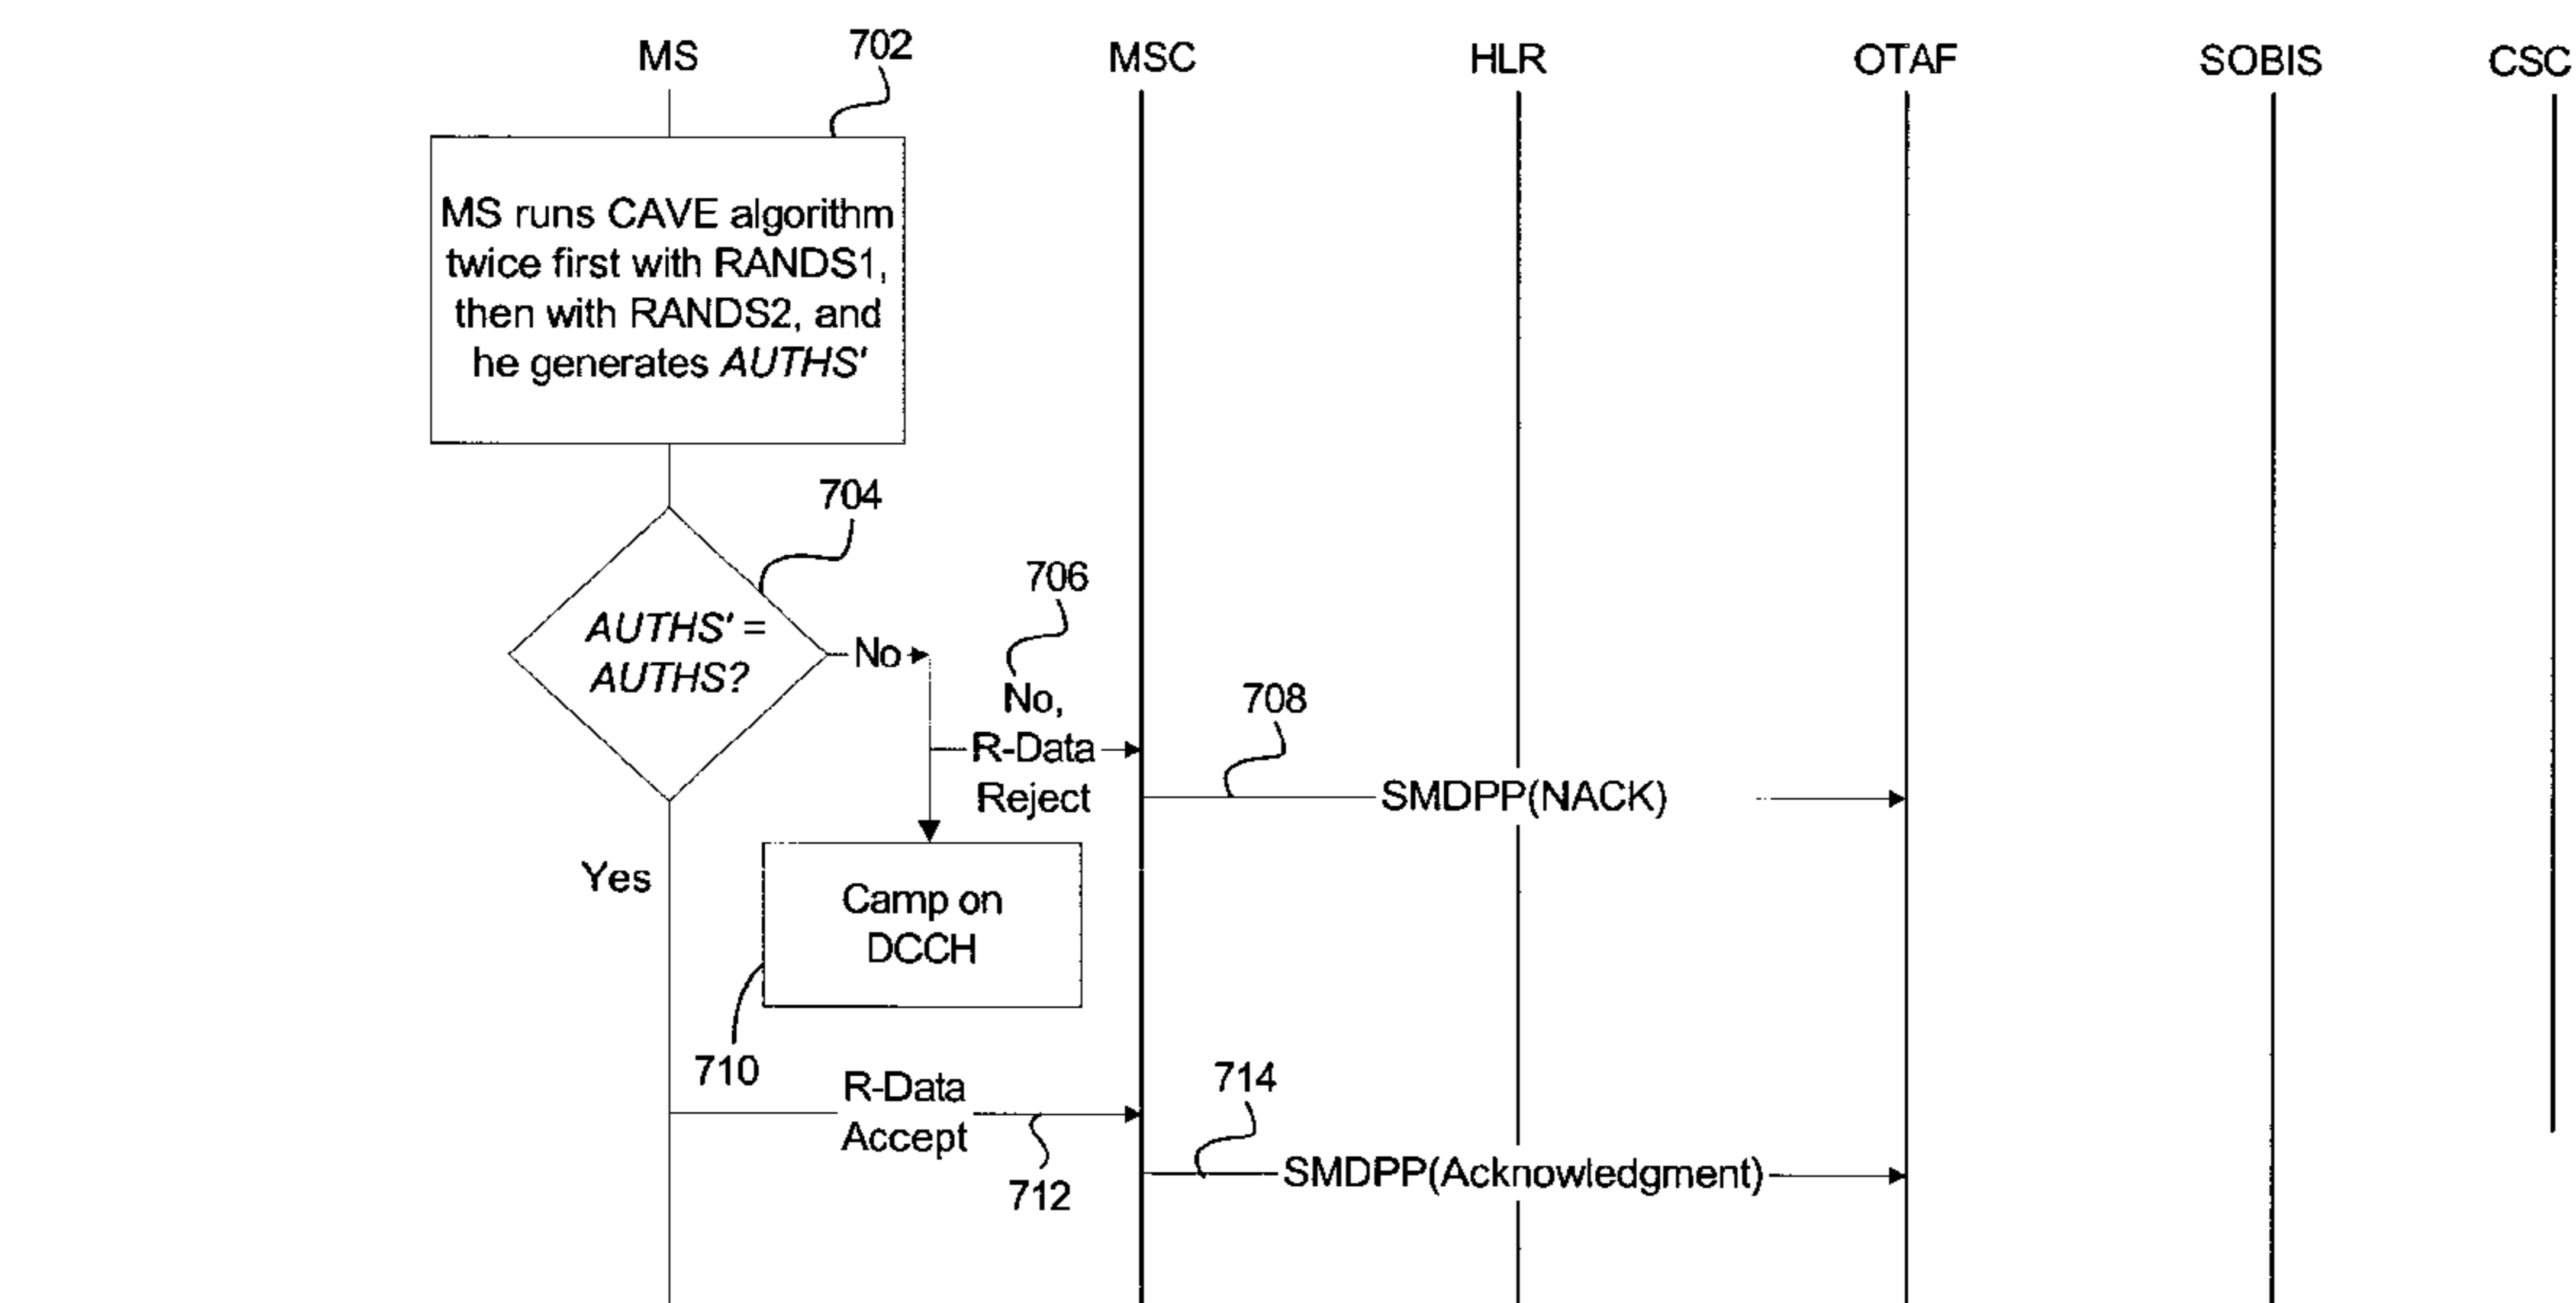 MS
702
MSC
HLR
OTAF
SOBIS
CSC
MS runs CAVE algorithm
twice first with RANDS1,
then with RANDS2, and
he generates AUTHS'
704
AUTHS' =
AUTHS?
No
706
No,
R-Data
Reject
708
SMDPP(NACK)
Yes
Camp on
DCCH
710
R-Data
Accept
712
714
SMDPP(Acknowledgment)